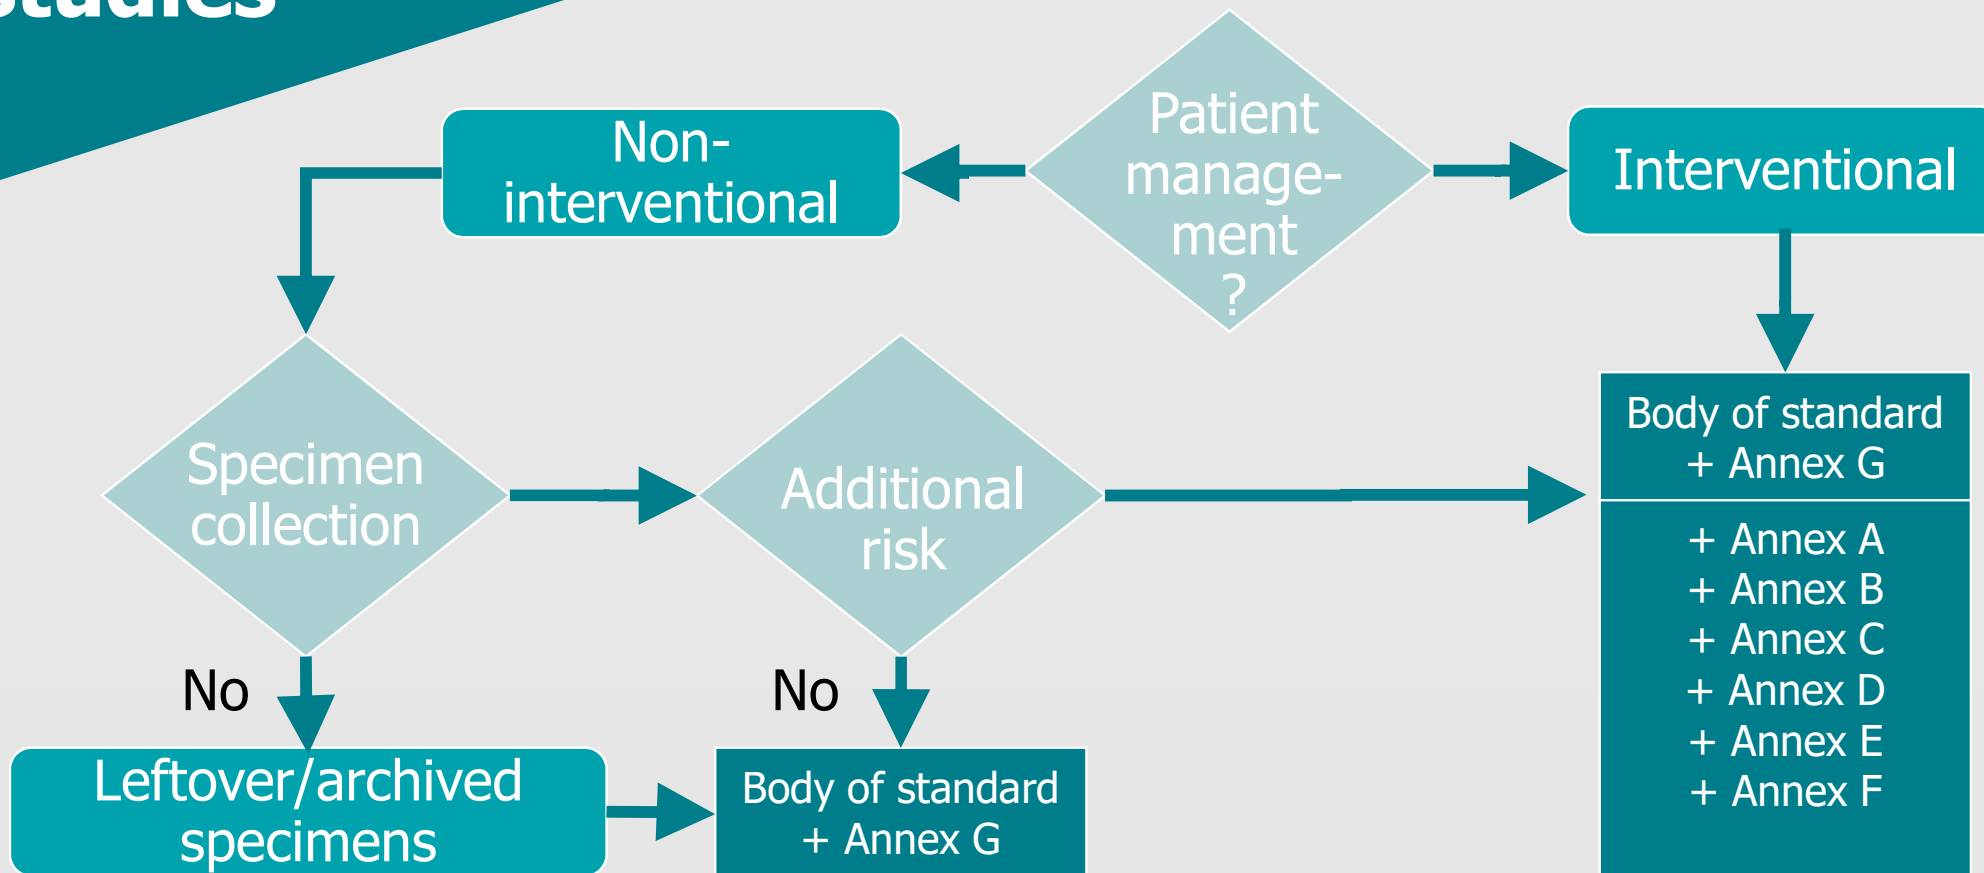 studies
Non-
interventional
Patient
manage-
ment
?
Interventional
Specimen
collection
Additional
risk
Body of standard
+ Annex G
+ Annex A
+ Annex B
+ Annex C
+ Annex D
+ Annex E
+ Annex F
No
No
Leftover/archived
specimens
Body of standard
+ Annex G